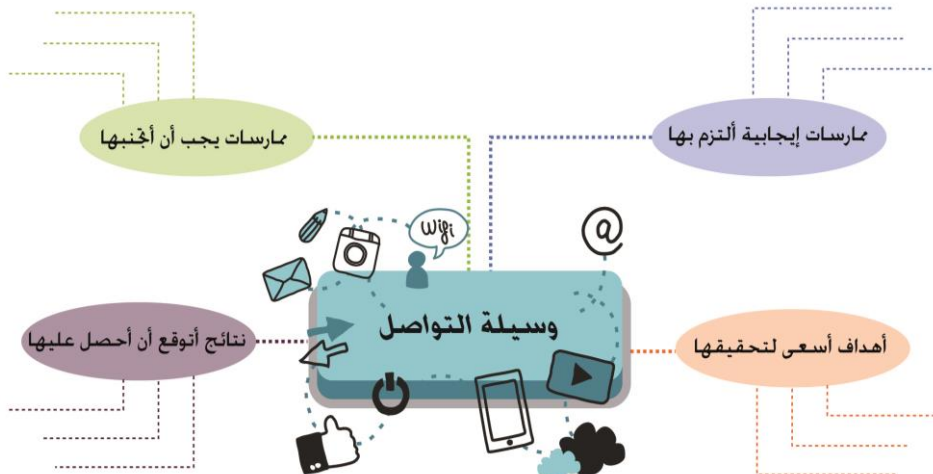 ممارسات إيجابية ألتزم بها
ممارسات يجب أن أتجنبها
Wifi
@
وسيلة التواصل
أهداف أسعى لتحقيقها
نتائج أتوقع أن أحصل عليها